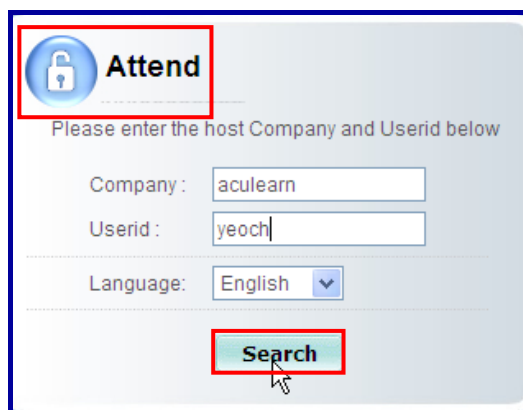 Attend
Please enter the host Company and Userid below
Company : aculearn
Userid : yeoch
Language: English
Search